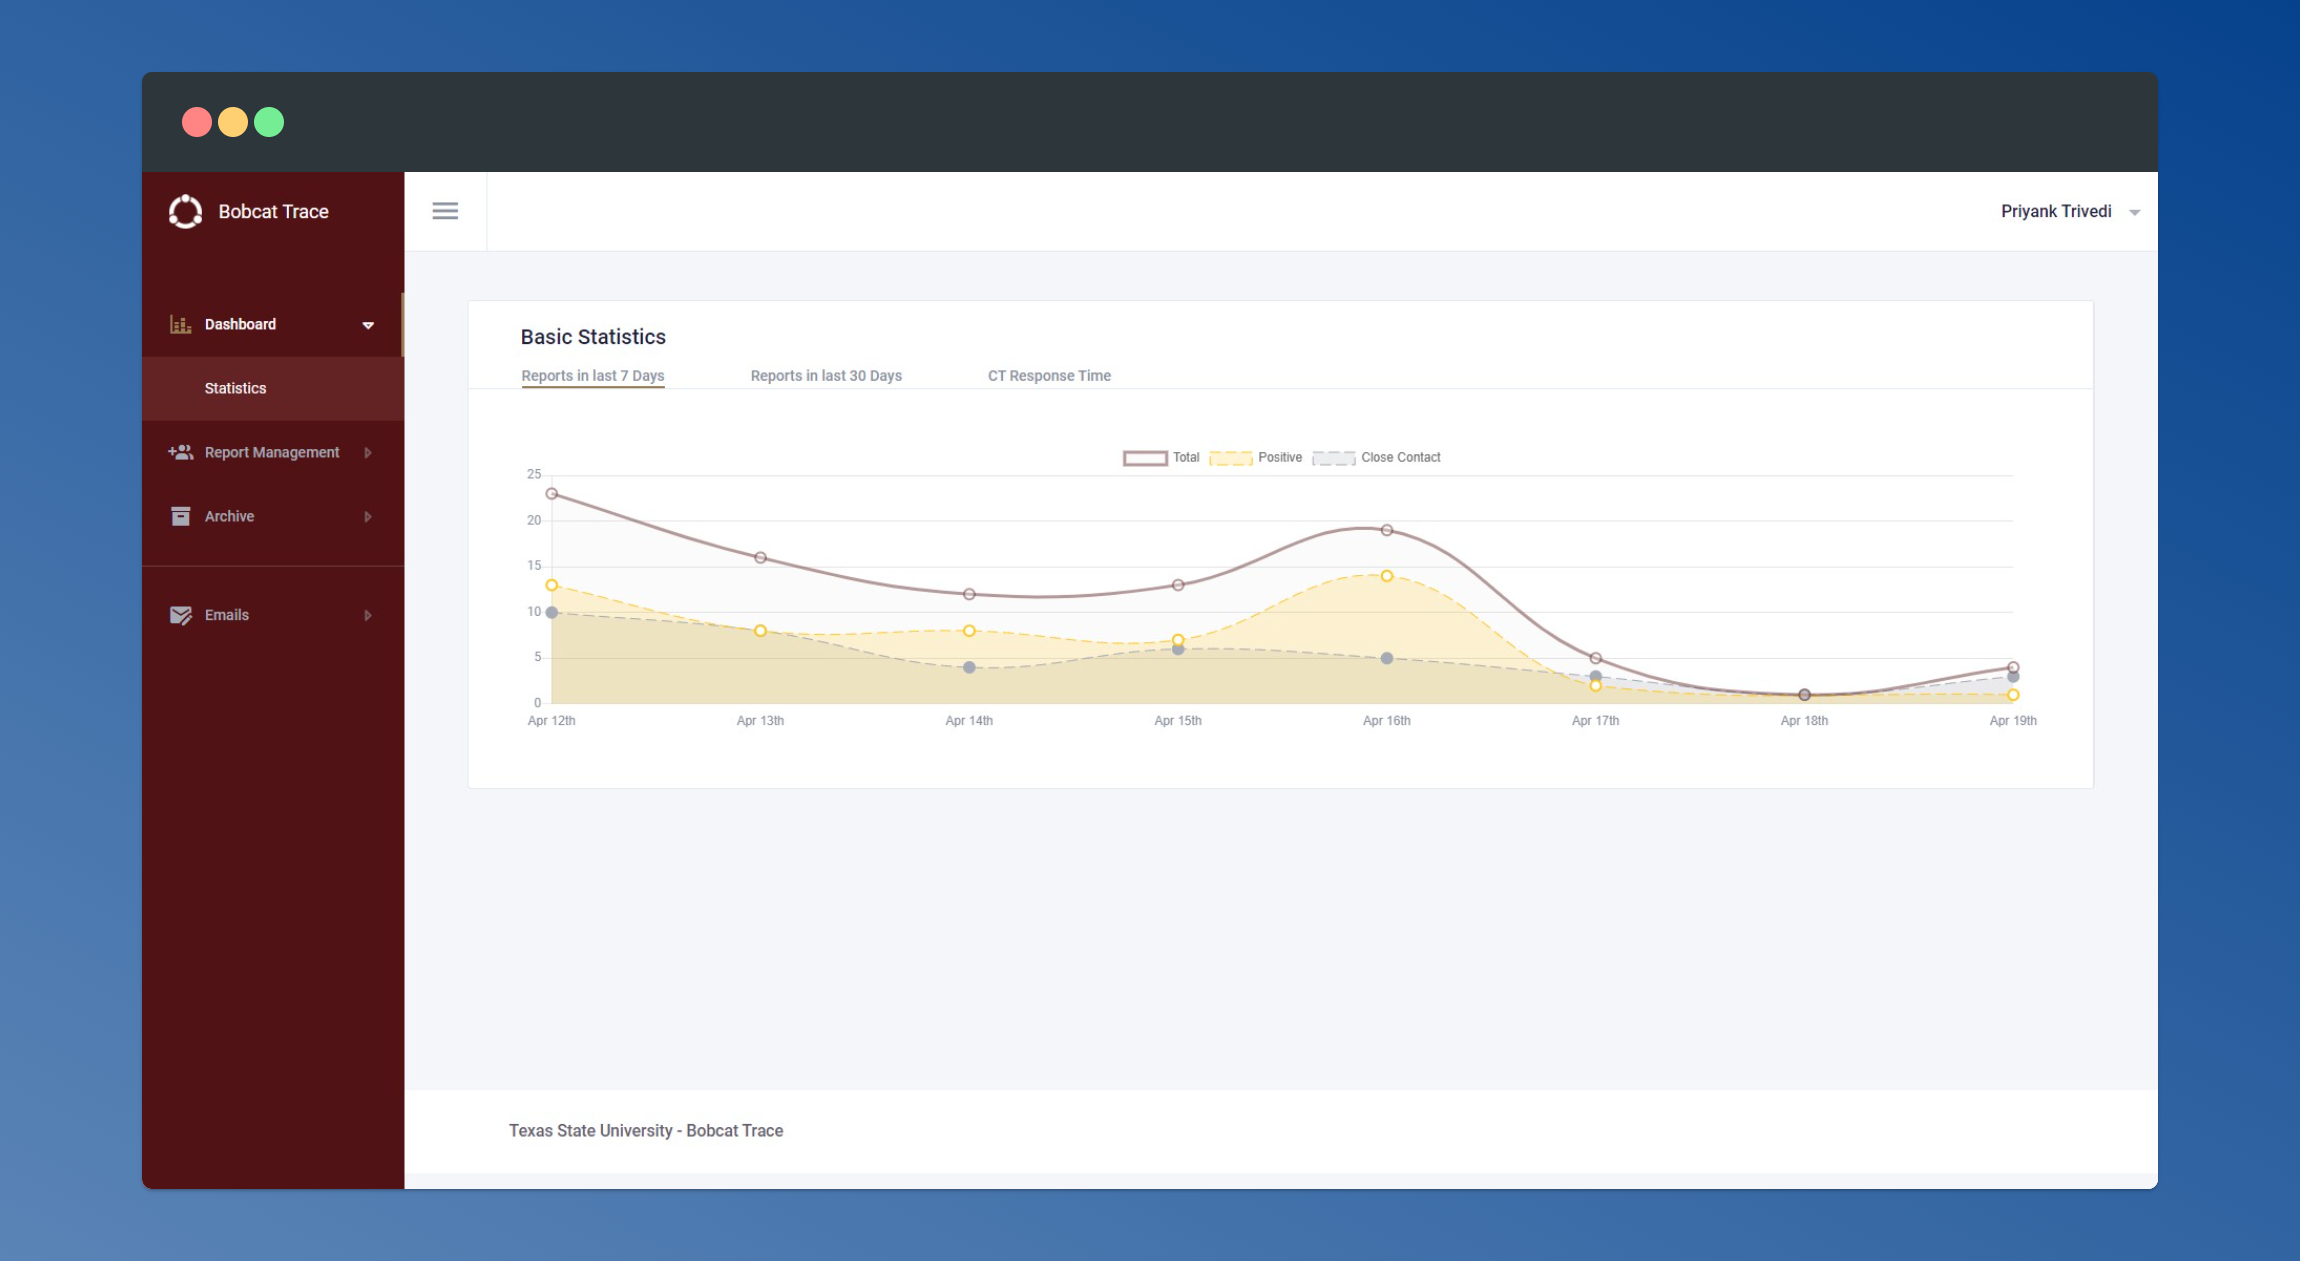 Bobcat Trace
Priyank Trivedi
Dashboard
Statistics
Report Management
Archive
Emails
Basic Statistics
Reports in last 7 Days
Reports in last 30 Days
CT Response Time
Total
Positive
Close Contact
25
20
15
10
5
0
Apr 12th
Apr 13th
Apr 14th
Apr 15th
Apr 16th
Apr 17th
Apr 18th
Apr 19th
Texas State University - Bobcat Trace